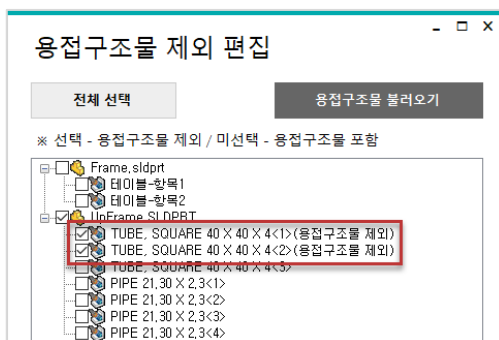 용접구조물 제외 편집
전체 선택
용접구조물 불러오기
※ 선택 - 용접구조물 제외 / 미선택 - 용접구조물 포함
Frame.sldprt
테이블-항목1
테이블-항목2
UpFrame.SLDPRT
TUBE, SQUARE 40 X 40 X 4<1>(용접구조물 제외)
TUBE, SQUARE 40 X 40 X 4<2>(용접구조물 제외)
TUBE, SQUARE 40 X 40 X 4<3>
PIPE 21,30 X 2,3<1>
PIPE 21,30 X 2,3<2>
PIPE 21,30 X 2,3<3>
PIPE 21,30 X 2,3<4>